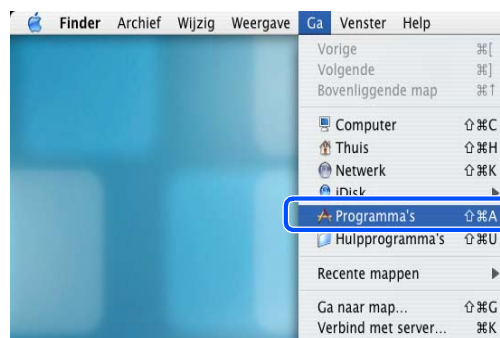 Finder Archief Wijzig Weergave Ga Venster Help
Vorige ⌘[
Volgende ⌘]
Bovenliggende map ⌘↑
Computer ⇧⌘C
Thuis ⇧⌘H
Netwerk ⇧⌘K
iDisk
Programma's ⇧⌘A
Hulpprogramma's ⇧⌘U
Recente mappen
Ga naar map... ⇧⌘G
Verbind met server... ⌘K